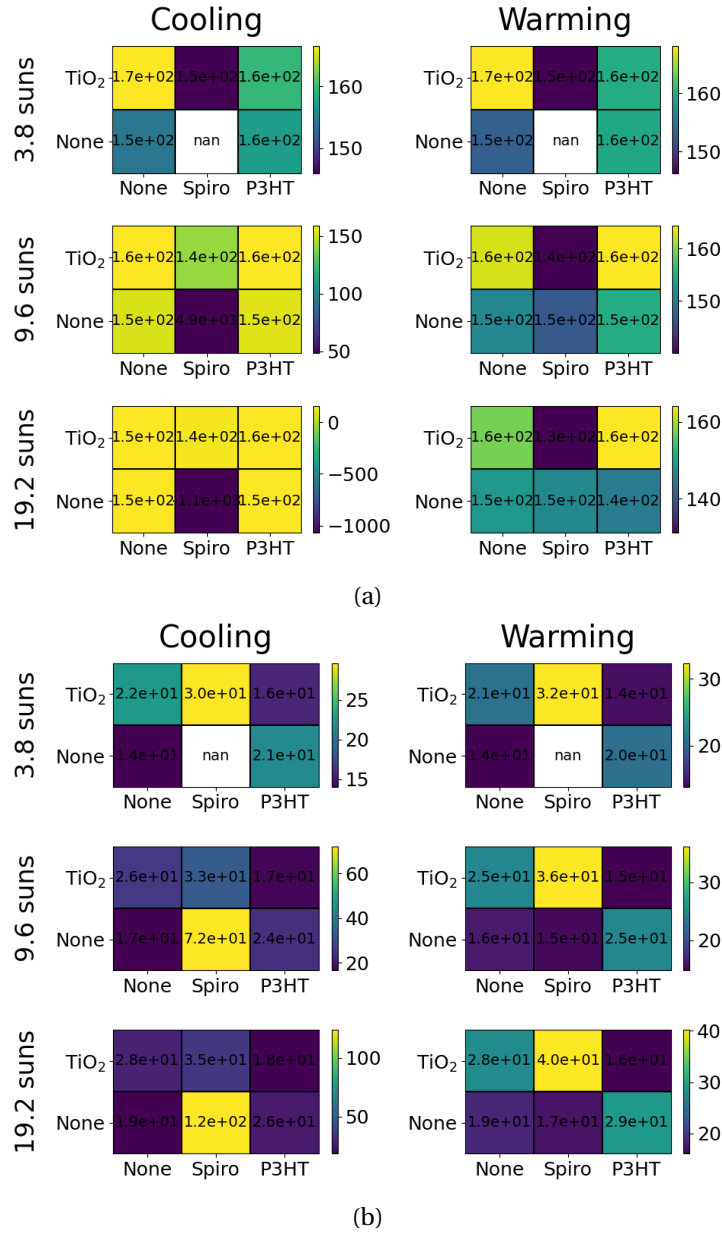 Cooling Warming
3.8 suns
TiO₂ 1.7e+02 1.5e+02 1.6e+02 160
None 1.5e+02 nan 1.6e+02 150
None Spiro P3HT
TiO₂ 1.7e+02 1.5e+02 1.6e+02 160
None 1.5e+02 nan 1.6e+02 150
None Spiro P3HT
9.6 suns
TiO₂ 1.6e+02 1.4e+02 1.6e+02 150
100
None 1.5e+02 4.9e+01 1.5e+02 50
None Spiro P3HT
TiO₂ 1.6e+02 1.4e+02 1.6e+02 160
None 1.5e+02 1.5e+02 1.5e+02 150
None Spiro P3HT
19.2 suns
TiO₂ 1.5e+02 1.4e+02 1.6e+02 0
−500
None 1.5e+02 -1.1e+03 1.5e+02 −1000
None Spiro P3HT
TiO₂ 1.6e+02 1.3e+02 1.6e+02 160
None 1.5e+02 1.5e+02 1.4e+02 140
None Spiro P3HT
(a)
Cooling Warming
3.8 suns
TiO₂ 2.2e+01 3.0e+01 1.6e+01 25
20
None 1.4e+01 nan 2.1e+01 15
None Spiro P3HT
TiO₂ 2.1e+01 3.2e+01 1.4e+01 30
None 1.4e+01 nan 2.0e+01 20
None Spiro P3HT
9.6 suns
TiO₂ 2.6e+01 3.3e+01 1.7e+01 60
40
None 1.7e+01 7.2e+01 2.4e+01 20
None Spiro P3HT
TiO₂ 2.5e+01 3.6e+01 1.5e+01 30
None 1.6e+01 1.5e+01 2.5e+01 20
None Spiro P3HT
19.2 suns
TiO₂ 2.8e+01 3.5e+01 1.8e+01 100
None 1.9e+01 1.2e+02 2.6e+01 50
None Spiro P3HT
TiO₂ 2.8e+01 4.0e+01 1.6e+01 40
30
None 1.9e+01 1.7e+01 2.9e+01 20
None Spiro P3HT
(b)